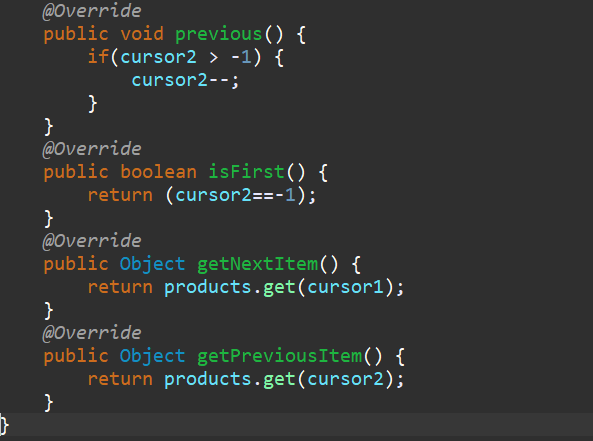 @Override
public void previous() {
if(cursor2 > -1) {
cursor2--;
}
}
@Override
public boolean isFirst() {
return (cursor2==-1);
}
@Override
public Object getNextItem() {
return products.get(cursor1);
}
@Override
public Object getPreviousItem() {
return products.get(cursor2);
}
}